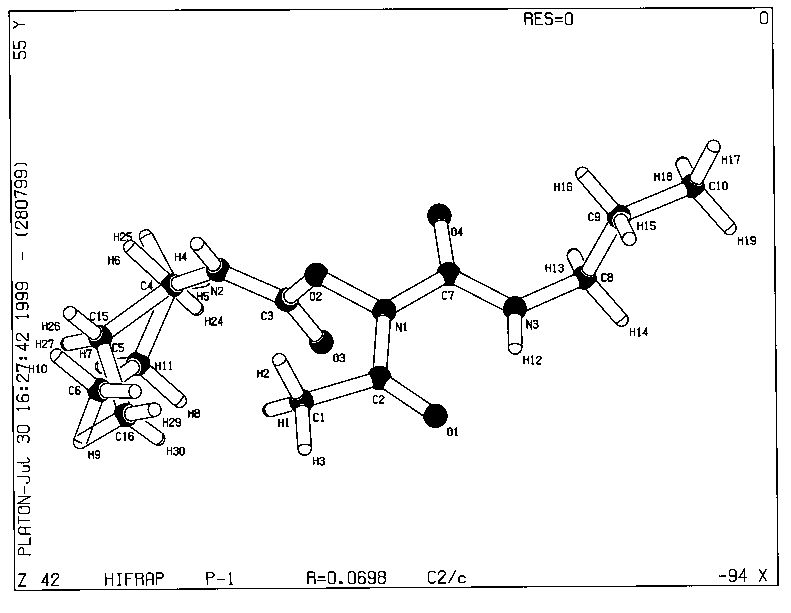 RES=0 0
55 Y
PLATON-Jul 30 16:27:42 1999 - (280799)
H17
H18
C10
H16
C9
H15
H19
H25
H4
O4
H6
H13
C8
C4
H5
N2
C7
O2
H24
C3
N1
N3
H14
H26
C15
H27
H7
C5
O3
H12
H10
H11
H2
C2
C6
H8
H29
H1
C1
C16
O1
H9
H30
H3
Z 42 HIFRAP P-1 R=0.0698 C2/c -94 X